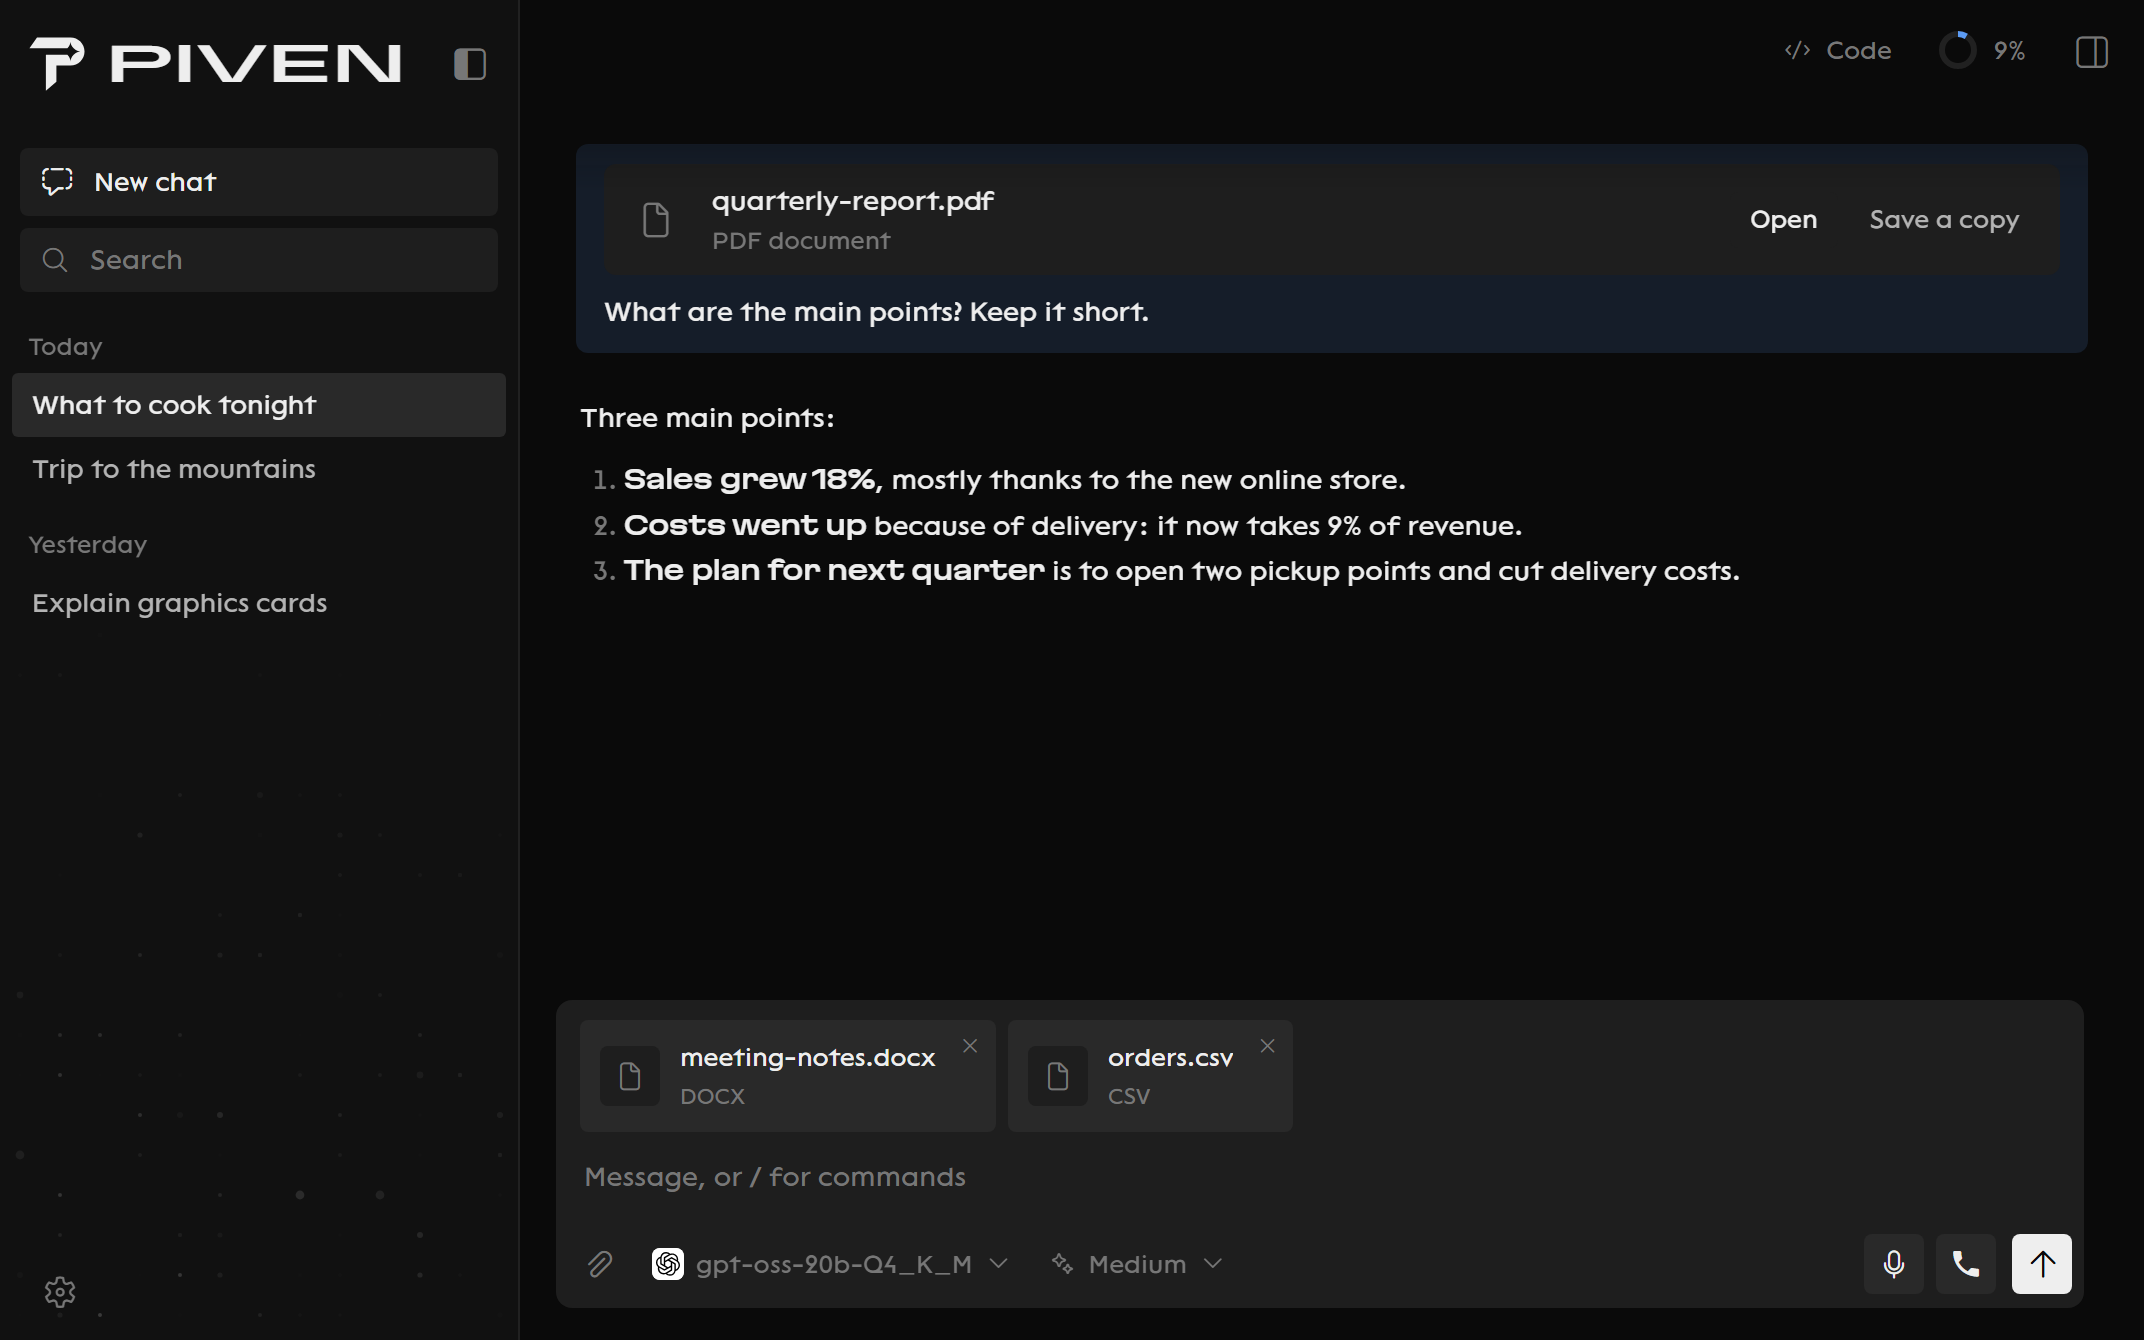 PIVEN
New chat
Search
Today
What to cook tonight
Trip to the mountains
Yesterday
Explain graphics cards
</> Code
9%
quarterly-report.pdf
PDF document
Open
Save a copy
What are the main points? Keep it short.
Three main points:
1. Sales grew 18%, mostly thanks to the new online store.
2. Costs went up because of delivery: it now takes 9% of revenue.
3. The plan for next quarter is to open two pickup points and cut delivery costs.
meeting-notes.docx
DOCX
orders.csv
CSV
Message, or / for commands
gpt-oss-20b-Q4_K_M
Medium